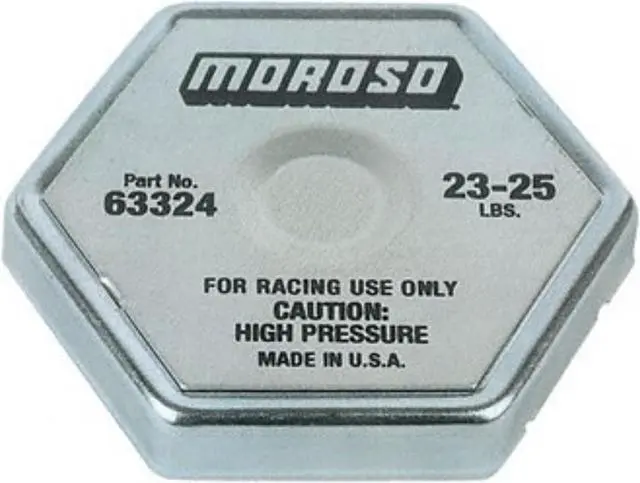 MOROSO
Part No.
63324
23-25
LBS.
FOR RACING USE ONLY
CAUTION:
HIGH PRESSURE
MADE IN U.S.A.